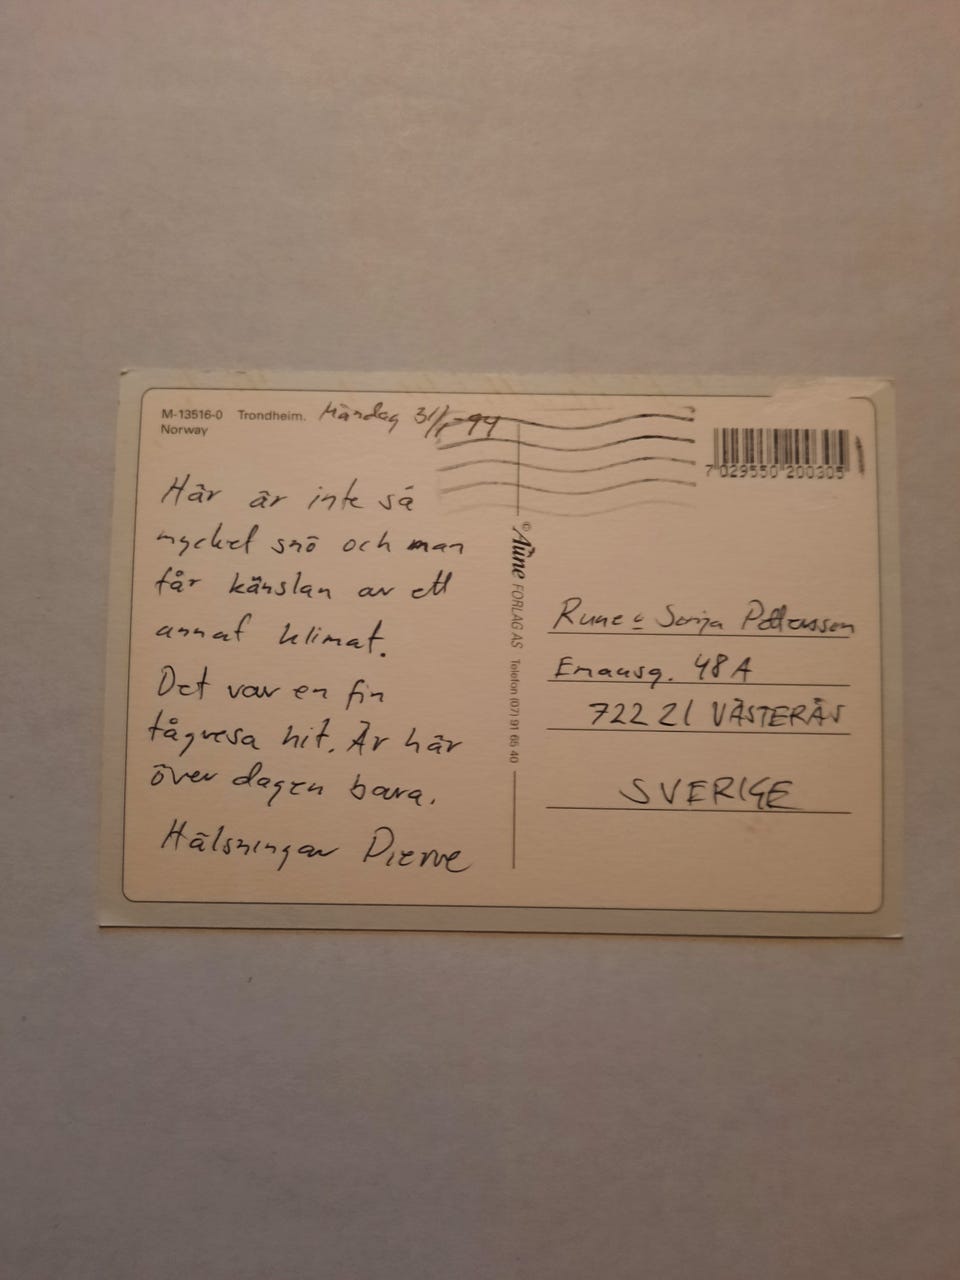 M-13516-0 Trondheim.
Norway
Måndag 31/1-94
7 029550 200305
Här är inte så
mycket snö och man
får känslan av ett
annat klimat.
Det var en fin
tågresa hit. Är här
över dagen bara.
Hälsningar Pierre
© Aune FORLAG AS Telefon (07) 91 65 40
Rune & Sonja Pettersson
Emausg. 48A
722 21 VÄSTERÅS
SVERIGE